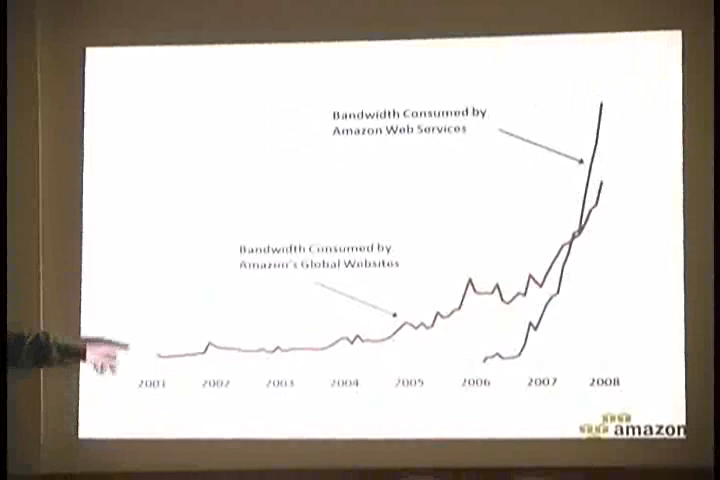 Bandwidth Consumed by
Amazon Web Services
Bandwidth Consumed by
Amazon's Global Websites
2001 2002 2003 2004 2005 2006 2007 2008
amazon